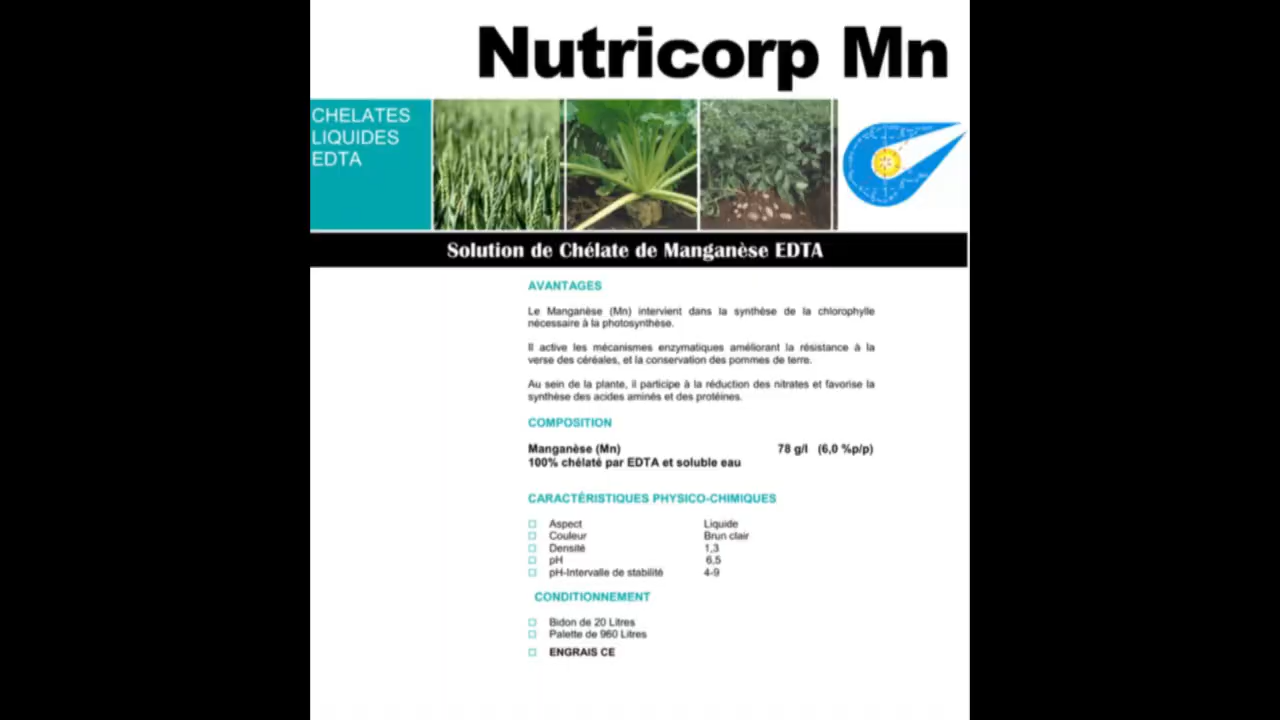 Nutricorp Mn
CHELATES
LIQUIDES
EDTA
Solution de Chélate de Manganèse EDTA
AVANTAGES
Le Manganèse (Mn) intervient dans la synthèse de la chlorophylle
nécessaire à la photosynthèse.
Il active les mécanismes enzymatiques améliorant la résistance à la
verse des céréales, et la conservation des pommes de terre.
Au sein de la plante, il participe à la réduction des nitrates et favorise la
synthèse des acides aminés et des protéines.
COMPOSITION
Manganèse (Mn) 78 g/l (6,0 %p/p)
100% chélaté par EDTA et soluble eau
CARACTÉRISTIQUES PHYSICO-CHIMIQUES
Aspect Liquide
Couleur Brun clair
Densité 1,3
pH 6,5
pH-Intervalle de stabilité 4-9
CONDITIONNEMENT
Bidon de 20 Litres
Palette de 960 Litres
ENGRAIS CE